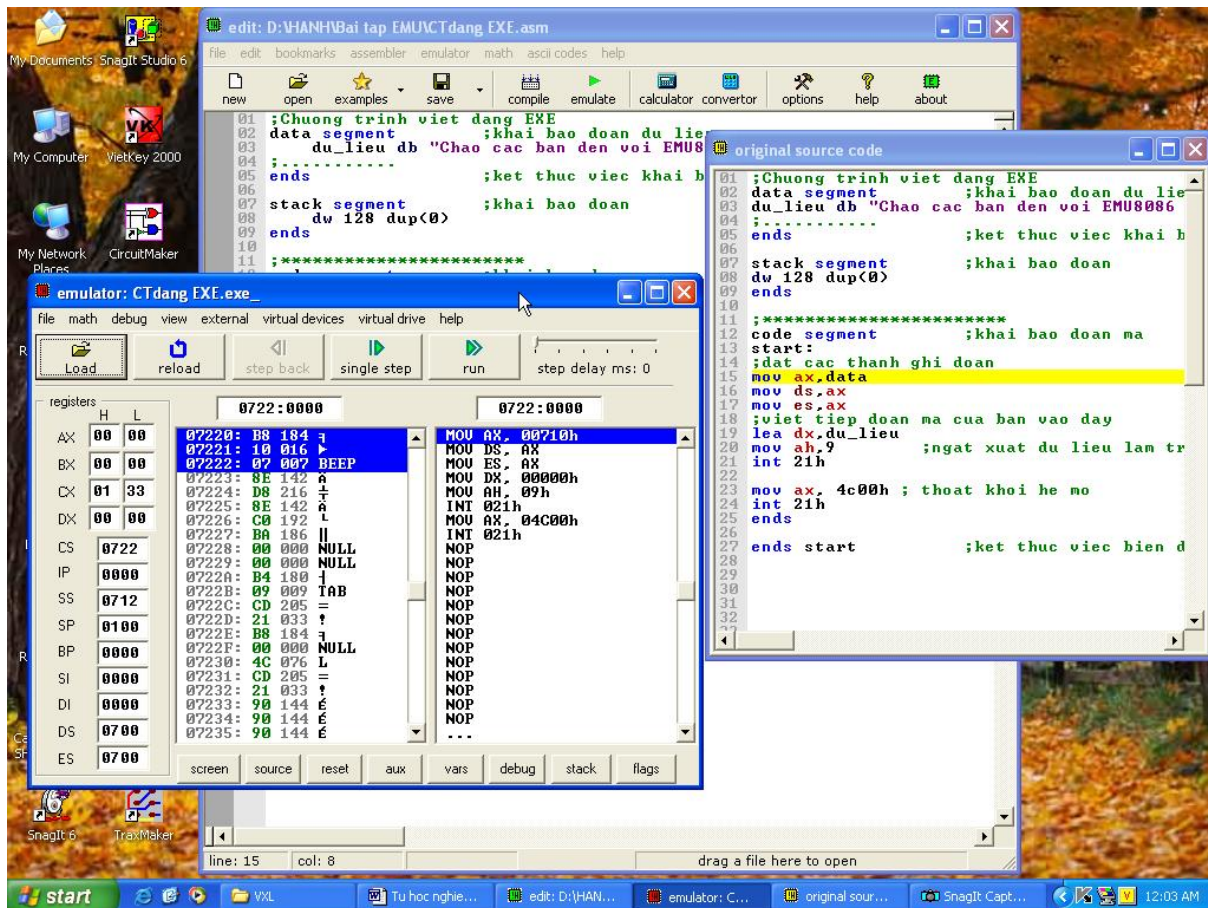 My Documents
SnagIt Studio 6
My Computer
VietKey 2000
My Network Places
CircuitMaker
SnagIt 6
TraxMaker
edit: D:\HANH\Bai tap EMU\CTdang EXE.asm
file edit bookmarks assembler emulator math ascii codes help
new open examples save compile emulate calculator convertor options help about
01 ;Chuong trinh viet dang EXE
02 data segment ;khai bao doan du lie
03 du_lieu db "Chao cac ban den voi EMU8
04 ;...........
05 ends ;ket thuc viec khai b
06
07 stack segment ;khai bao doan
08 dw 128 dup(0)
09 ends
10
11 ;***********************
line: 15 col: 8 drag a file here to open
original source code
01 ;Chuong trinh viet dang EXE
02 data segment ;khai bao doan du lie
03 du_lieu db "Chao cac ban den voi EMU8086
04 ;...........
05 ends ;ket thuc viec khai b
06
07 stack segment ;khai bao doan
08 dw 128 dup(0)
09 ends
10
11 ;***********************
12 code segment ;khai bao doan ma
13 start:
14 ;dat cac thanh ghi doan
15 mov ax,data
16 mov ds,ax
17 mov es,ax
18 ;viet tiep doan ma cua ban vao day
19 lea dx,du_lieu
20 mov ah,9 ;ngat xuat du lieu lam tr
21 int 21h
22
23 mov ax, 4c00h ; thoat khoi he mo
24 int 21h
25 ends
26
27 ends start ;ket thuc viec bien d
28
29
30
31
32
emulator: CTdang EXE.exe_
file math debug view external virtual devices virtual drive help
Load reload step back single step run step delay ms: 0
registers 0722:0000 0722:0000
H L
AX 00 00
BX 00 00
CX 01 33
DX 00 00
CS 0722
IP 0000
SS 0712
SP 0100
BP 0000
SI 0000
DI 0000
DS 0700
ES 0700
07220: B8 184 ╕
07221: 10 016 ►
07222: 07 007 BEEP
07223: 8E 142 Ä
07224: D8 216 ╪
07225: 8E 142 Ä
07226: C0 192 └
07227: BA 186 ║
07228: 00 000 NULL
07229: 00 000 NULL
0722A: B4 180 ┤
0722B: 09 009 TAB
0722C: CD 205 ═
0722D: 21 033 !
0722E: B8 184 ╕
0722F: 00 000 NULL
07230: 4C 076 L
07231: CD 205 ═
07232: 21 033 !
07233: 90 144 É
07234: 90 144 É
07235: 90 144 É
MOV AX, 00710h
MOV DS, AX
MOV ES, AX
MOV DX, 00000h
MOV AH, 09h
INT 021h
MOV AX, 04C00h
INT 021h
NOP
NOP
NOP
NOP
NOP
NOP
NOP
NOP
NOP
NOP
NOP
NOP
NOP
...
screen source reset aux vars debug stack flags
start VXL Tu hoc nghie... edit: D:\HAN... emulator: C... original sour... SnagIt Capt... 12:03 AM